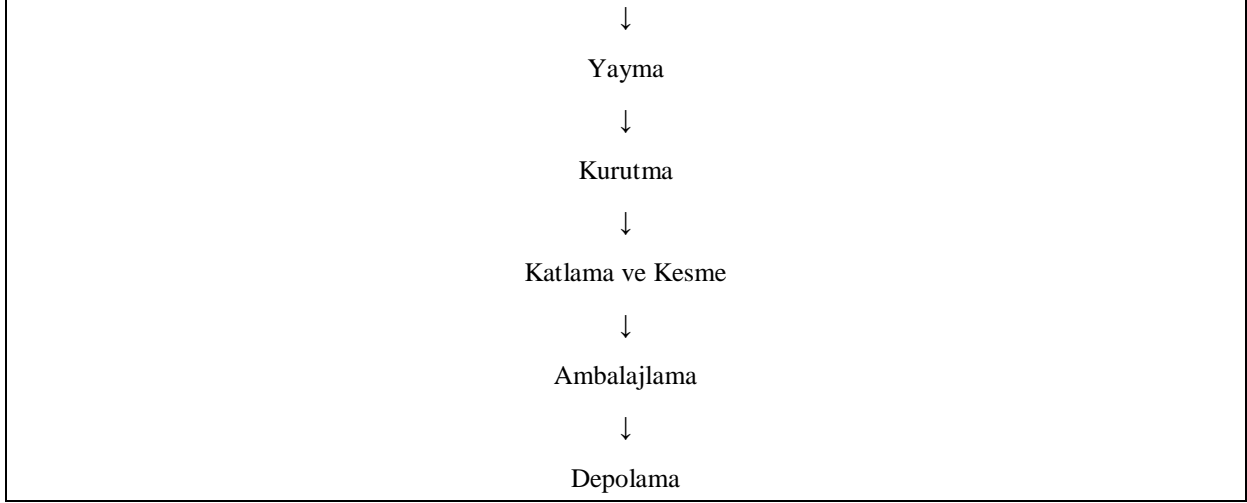 ↓
Yayma
↓
Kurutma
↓
Katlama ve Kesme
↓
Ambalajlama
↓
Depolama